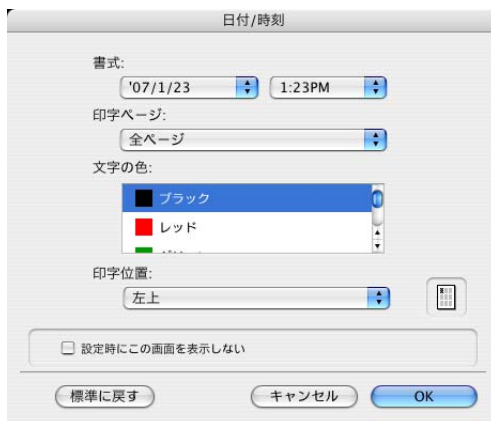 日付/時刻
書式:
'07/1/23 1:23PM
印字ページ:
全ページ
文字の色:
ブラック
レッド
印字位置:
左上
設定時にこの画面を表示しない
標準に戻す キャンセル OK